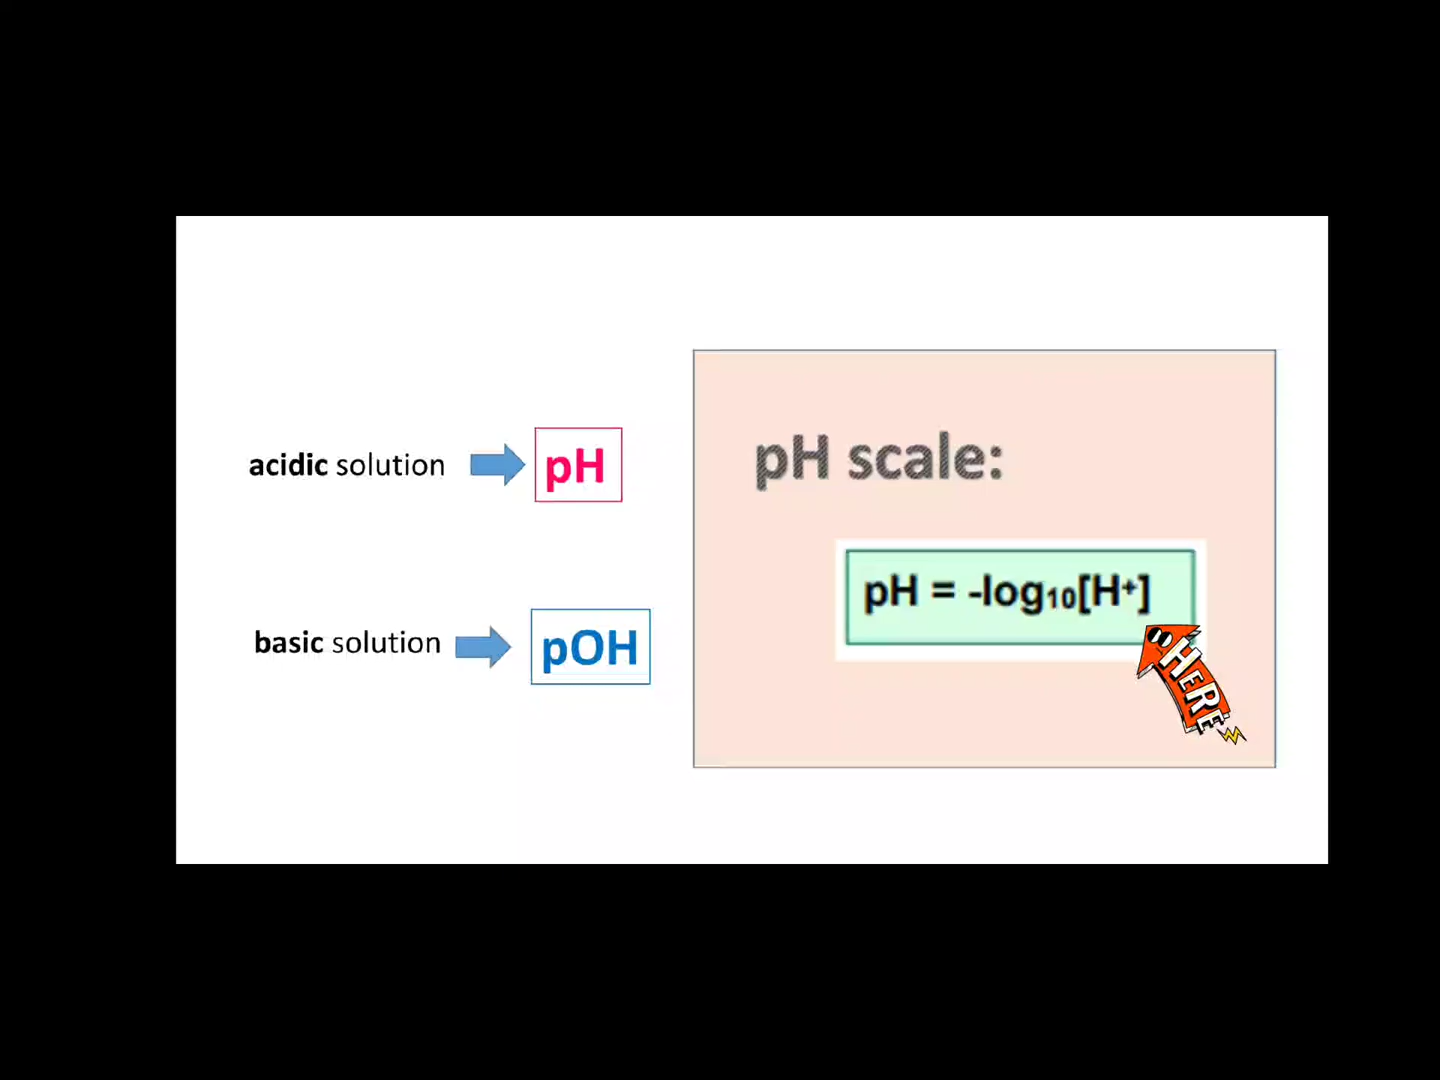 acidic solution
pH
basic solution
pOH
pH scale:
pH = -log₁₀[H⁺]
HERE